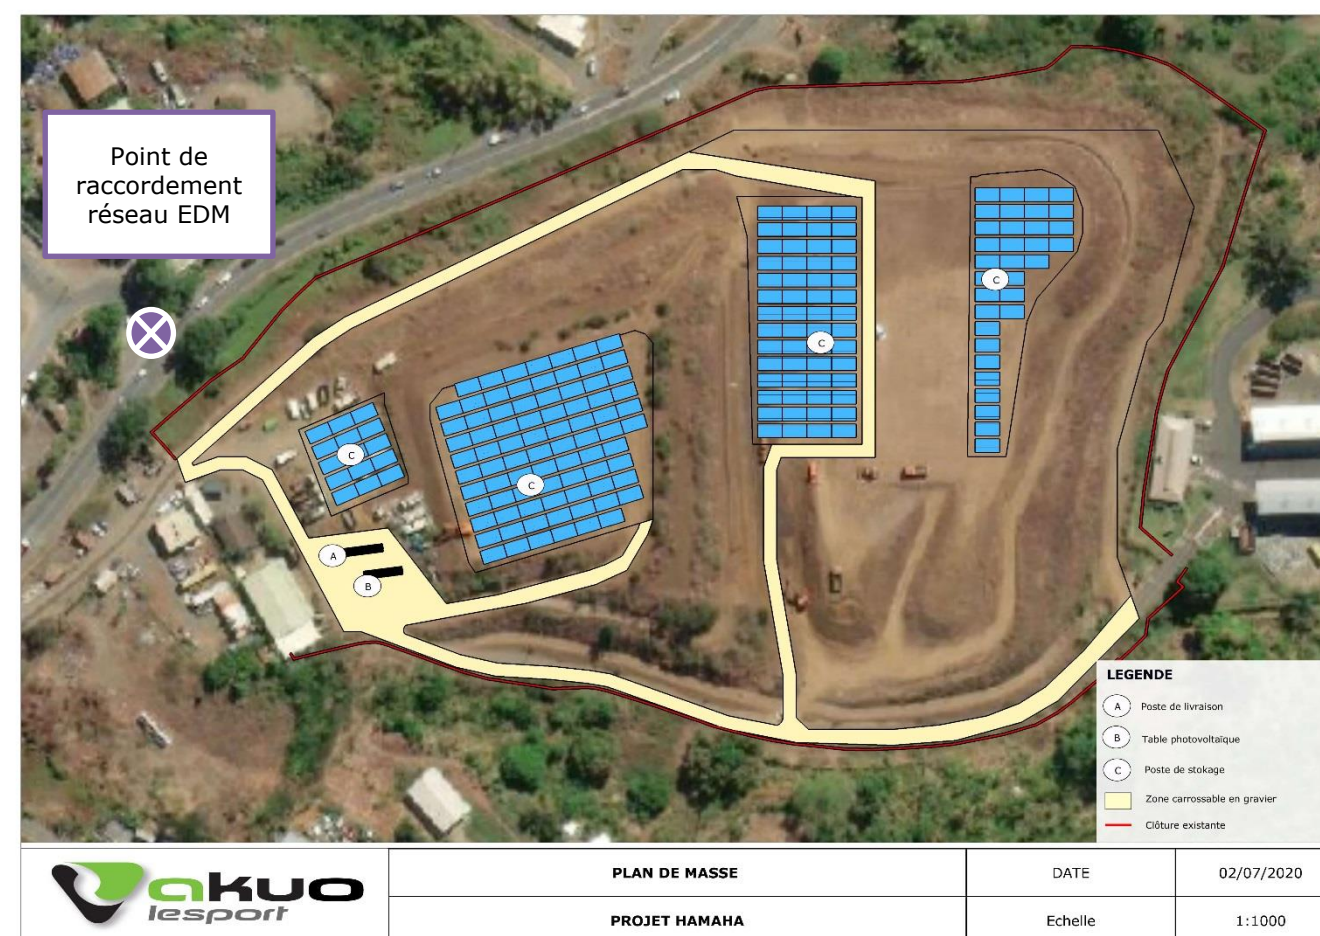 Point de
raccordement
réseau EDM
C
C
C
C
A
B
LEGENDE
A Poste de livraison
B Table photovoltaïque
C Poste de stokage
Zone carrossable en gravier
Clôture existante
akuo
lesport
PLAN DE MASSE
DATE
02/07/2020
PROJET HAMAHA
Echelle
1:1000